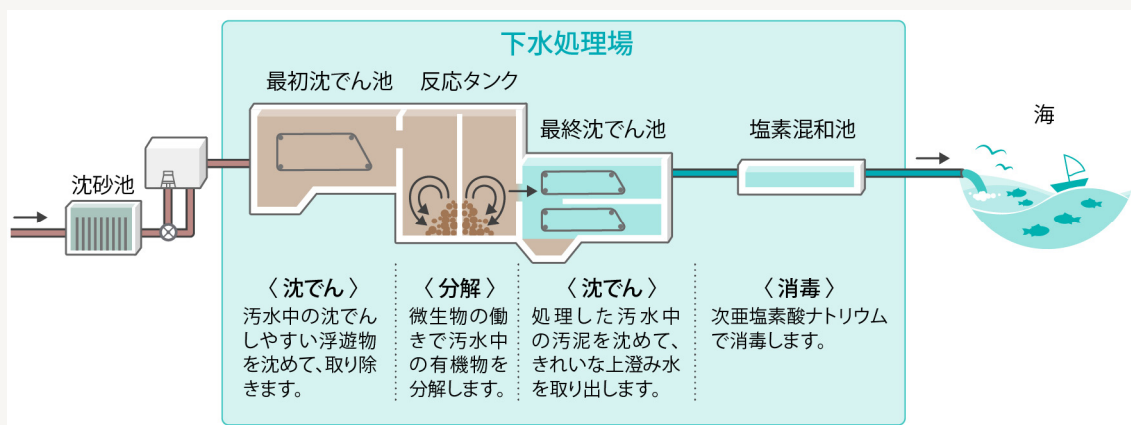 下水処理場
最初沈でん池
反応タンク
最終沈でん池
塩素混和池
海
沈砂池
〈 沈でん 〉
汚水中の沈でん
しやすい浮遊物
を沈めて、取り除
きます。
〈 分解 〉
微生物の働
きで汚水中
の有機物を
分解します。
〈 沈でん 〉
処理した汚水中
の汚泥を沈めて、
きれいな上澄み水
を取り出します。
〈 消毒 〉
次亜塩素酸ナトリウム
で消毒します。